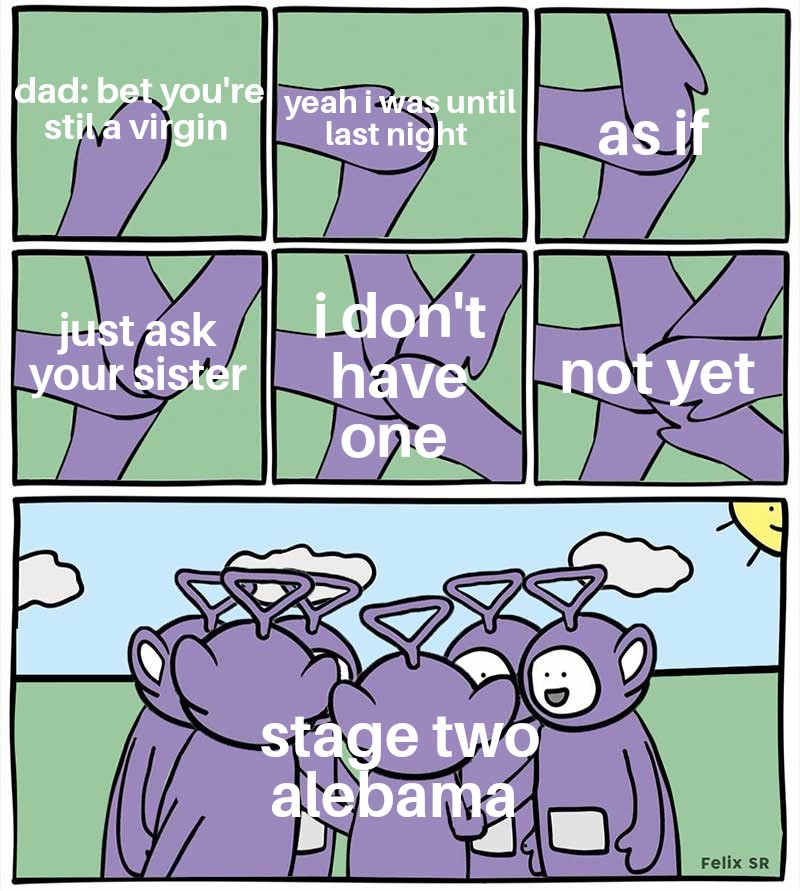 dad: bet you're
stil a virgin
yeah i was until
last night
as if
just ask
your sister
i don't
have
one
not yet
stage two
alebama
Felix SR